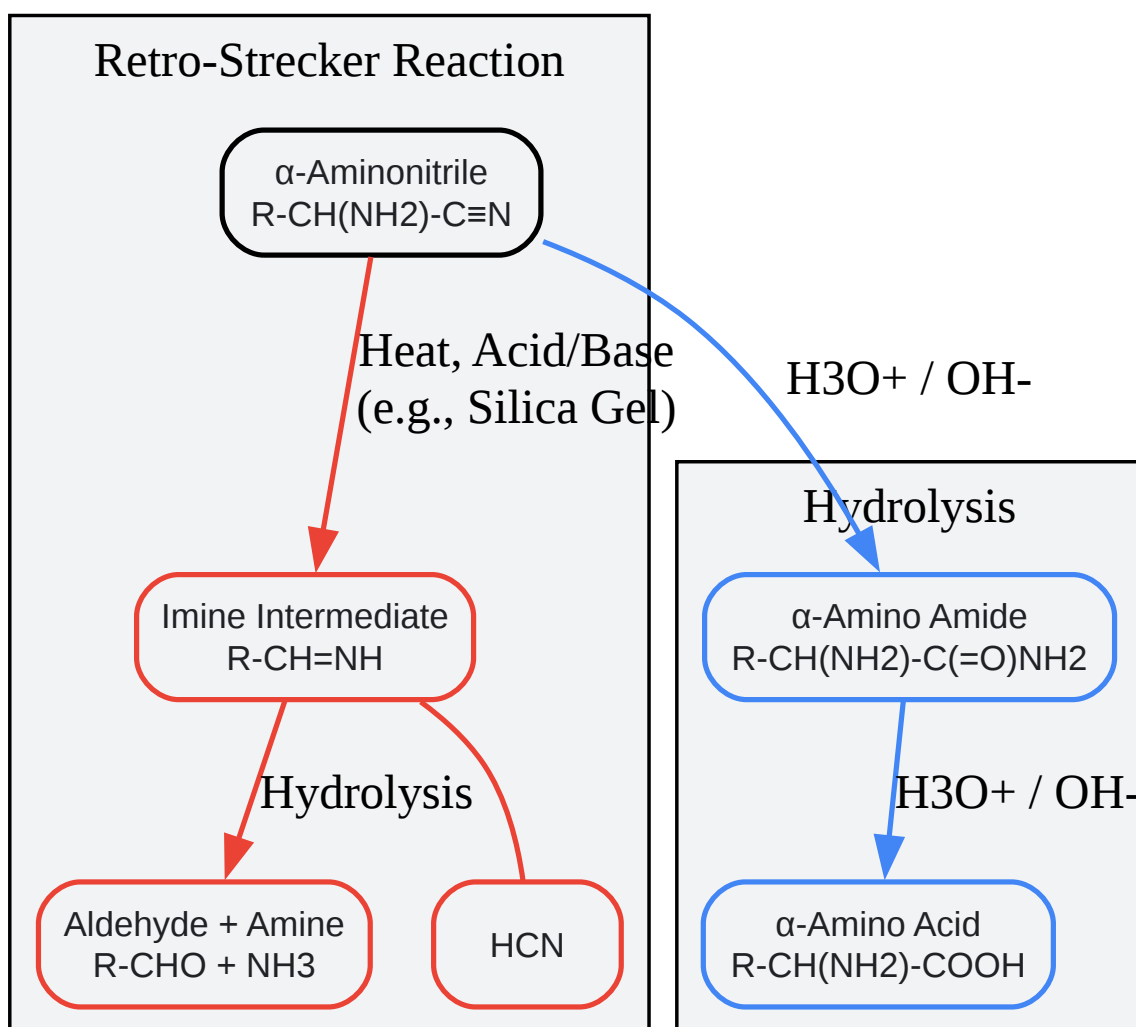 Retro-Strecker Reaction
α-Aminonitrile
R-CH(NH2)-C≡N
Heat, Acid/Base
(e.g., Silica Gel)
H3O+ / OH-
Hydrolysis
Imine Intermediate
R-CH=NH
α-Amino Amide
R-CH(NH2)-C(=O)NH2
Hydrolysis
H3O+ / OH-
Aldehyde + Amine
R-CHO + NH3
HCN
α-Amino Acid
R-CH(NH2)-COOH